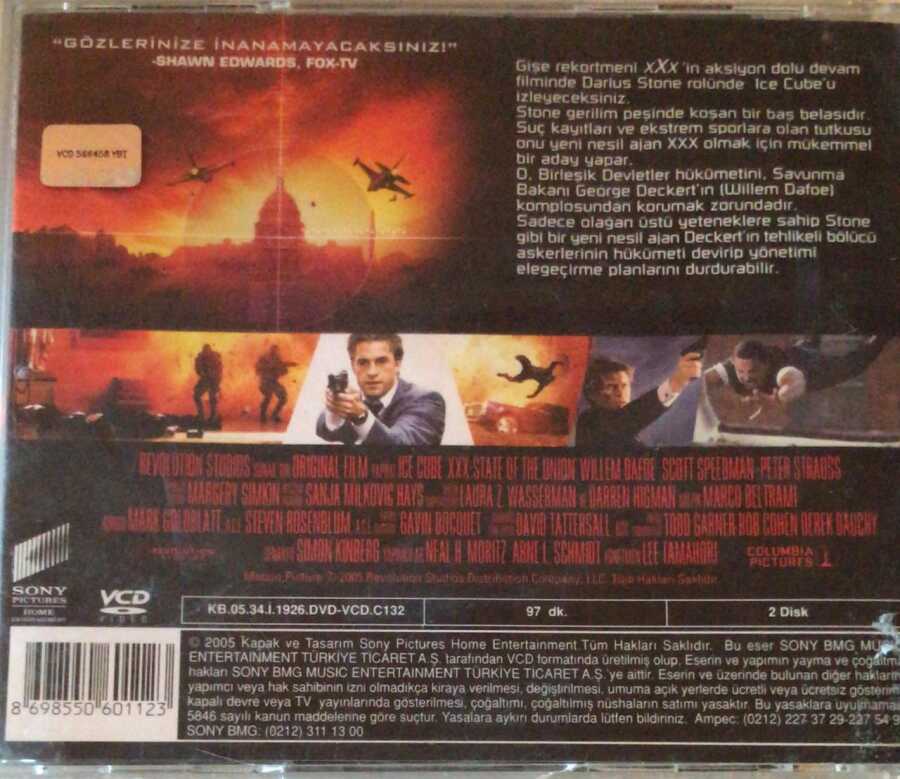 "GÖZLERİNİZE İNANAMAYACAKSINIZ!"
-SHAWN EDWARDS, FOX-TV
VCD 566458 YBT
Gişe rekortmeni xXx'in aksiyon dolu devam
filminde Darius Stone rolünde Ice Cube'u
izleyeceksiniz.
Stone gerilim peşinde koşan bir baş belasıdır.
Suç kayıtları ve ekstrem sporlara olan tutkusu
onu yeni nesil ajan XXX olmak için mükemmel
bir aday yapar.
O, Birleşik Devletler hükümetini, Savunma
Bakanı George Deckert'ın (Willem Dafoe)
komplosundan korumak zorundadır.
Sadece olağan üstü yeteneklere sahip Stone
gibi bir yeni nesil ajan Deckert'ın tehlikeli bölücü
askerlerinin hükümeti devirip yönetimi
elegeçirme planlarını durdurabilir.
REVOLUTION STUDIOS ORIGINAL FILM ICE CUBE XXX:STATE OF THE UNION WILLEM DAFOE SCOTT SPEEDMAN PETER STRAUSS
MARGERY SIMKIN SANJA MILKOVIC HAYS LAURA Z. WASSERMAN DARREN HIGMAN MARCO BELTRAMI
MARK GOLDBLATT A.C.E. STEVEN ROSENBLUM A.C.E. GAVIN BOCQUET DAVID TATTERSALL TODD GARNER ROB COHEN DEREK DAUCHY
SIMON KINBERG NEAL H. MORITZ ARNE L. SCHMIDT LEE TAMAHORI
REVOLUTION
COLUMBIA
PICTURES
Motion Picture © 2005 Revolution Studios Distribution Company, LLC. Tüm Hakları Saklıdır.
SONY
PICTURES
HOME
VCD
VIDEO
KB.05.34.I.1926.DVD-VCD.C132 97 dk. 2 Disk
© 2005 Kapak ve Tasarım Sony Pictures Home Entertainment.Tüm Hakları Saklıdır. Bu eser SONY BMG MU
ENTERTAINMENT TÜRKİYE TİCARET A.Ş. tarafından VCD formatında üretilmiş olup. Eserin ve yapımın yayma ve çoğaltma
hakları SONY BMG MUSIC ENTERTAINMENT TÜRKİYE TİCARET A.Ş.'ye aittir. Eserin ve üzerinde bulunan diğer hakların
yapımcı veya hak sahibinin izni olmadıkça kiraya verilmesi, değiştirilmesi, umuma açık yerlerde ücretli veya ücretsiz gösterim
kapalı devre veya TV yayınlarında gösterilmesi, çoğaltımı, çoğaltılmış nüshaların satımı yasaktır. Bu yasaklara uyulmama
5846 sayılı kanun maddelerine göre suçtur. Yasalara aykırı durumlarda lütfen bildiriniz. Ampec: (0212) 227 37 29-227 54 9
SONY BMG: (0212) 311 13 00
8 698550 601123